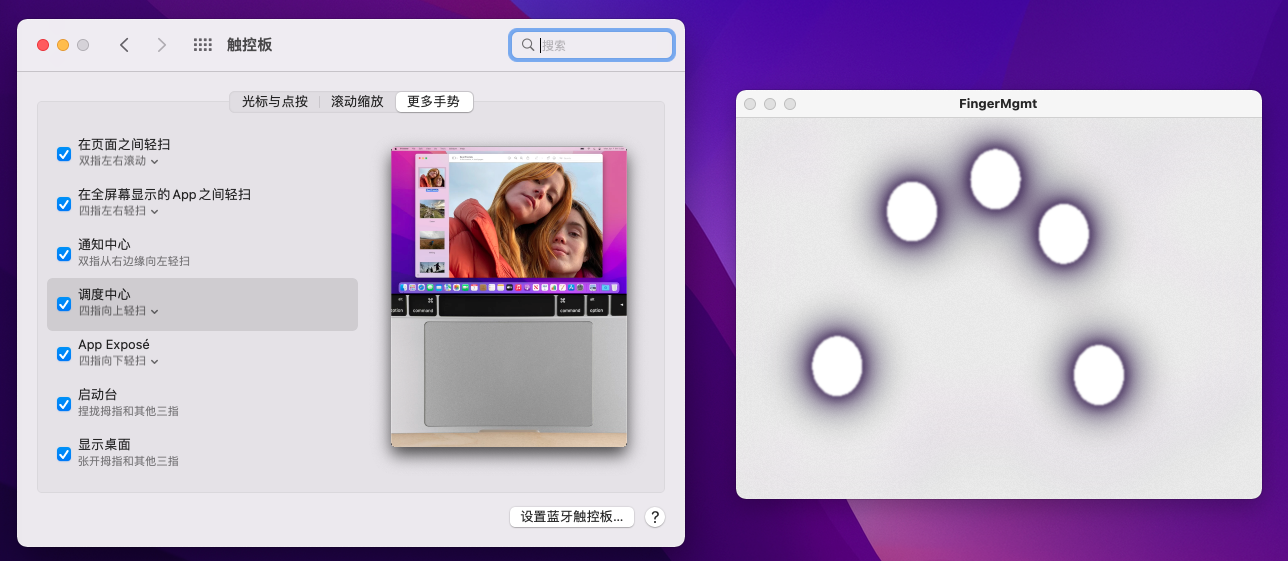 触控板
搜索
光标与点按
滚动缩放
更多手势
在页面之间轻扫
双指左右滚动
在全屏幕显示的App之间轻扫
四指左右轻扫
通知中心
双指从右边缘向左轻扫
调度中心
四指向上轻扫
App Exposé
四指向下轻扫
启动台
捏拢拇指和其他三指
显示桌面
张开拇指和其他三指
option
⌘
command
⌘
command
option
设置蓝牙触控板...
?
FingerMgmt